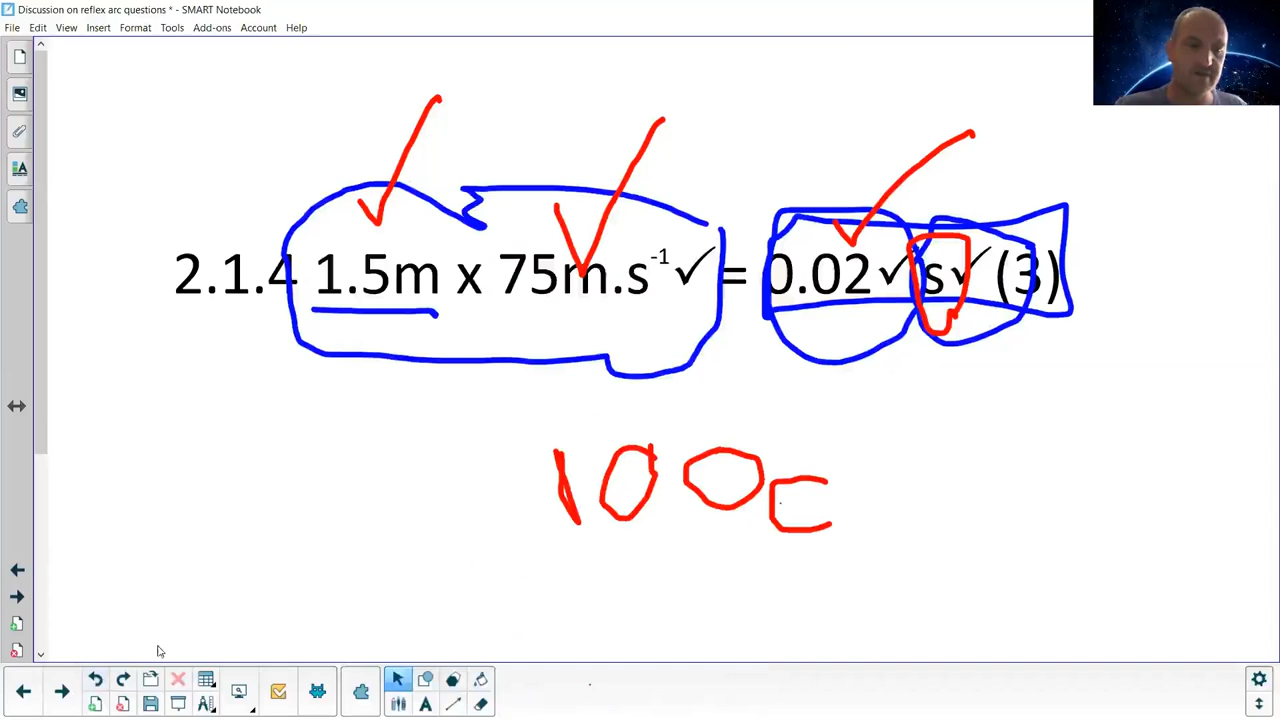 Discussion on reflex arc questions * - SMART Notebook
File Edit View Insert Format Tools Add-ons Account Help
2.1.4 1.5m x 75m.s⁻¹✓= 0.02✓s✓(3)
10 °C